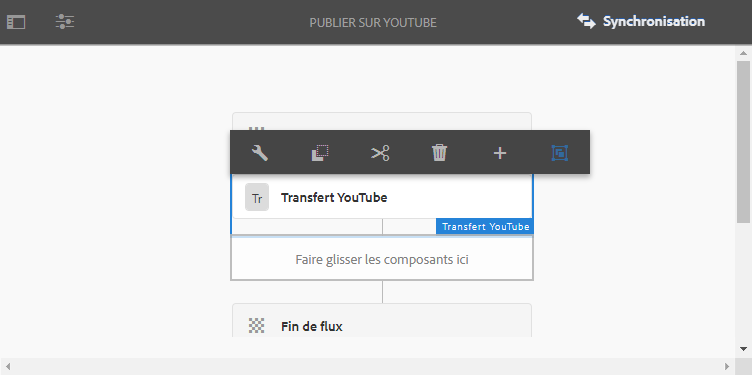 PUBLIER SUR YOUTUBE
Synchronisation
Tr
Transfert YouTube
Transfert YouTube
Faire glisser les composants ici
Fin de flux